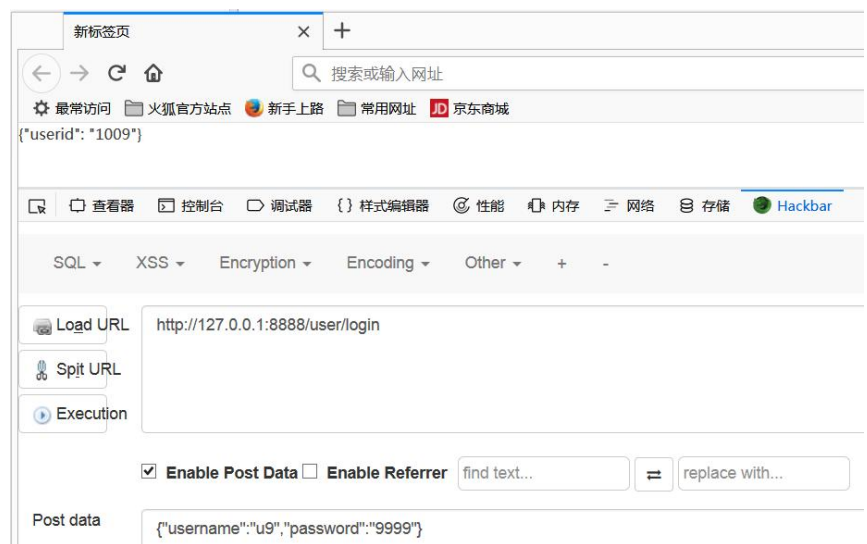 新标签页
搜索或输入网址
最常访问 火狐官方站点 新手上路 常用网址 JD 京东商城
{"userid": "1009"}
查看器 控制台 调试器 {} 样式编辑器 性能 内存 网络 存储 Hackbar
SQL XSS Encryption Encoding Other + -
Load URL http://127.0.0.1:8888/user/login
Spit URL
Execution
Enable Post Data Enable Referrer find text... replace with...
Post data {"username":"u9","password":"9999"}